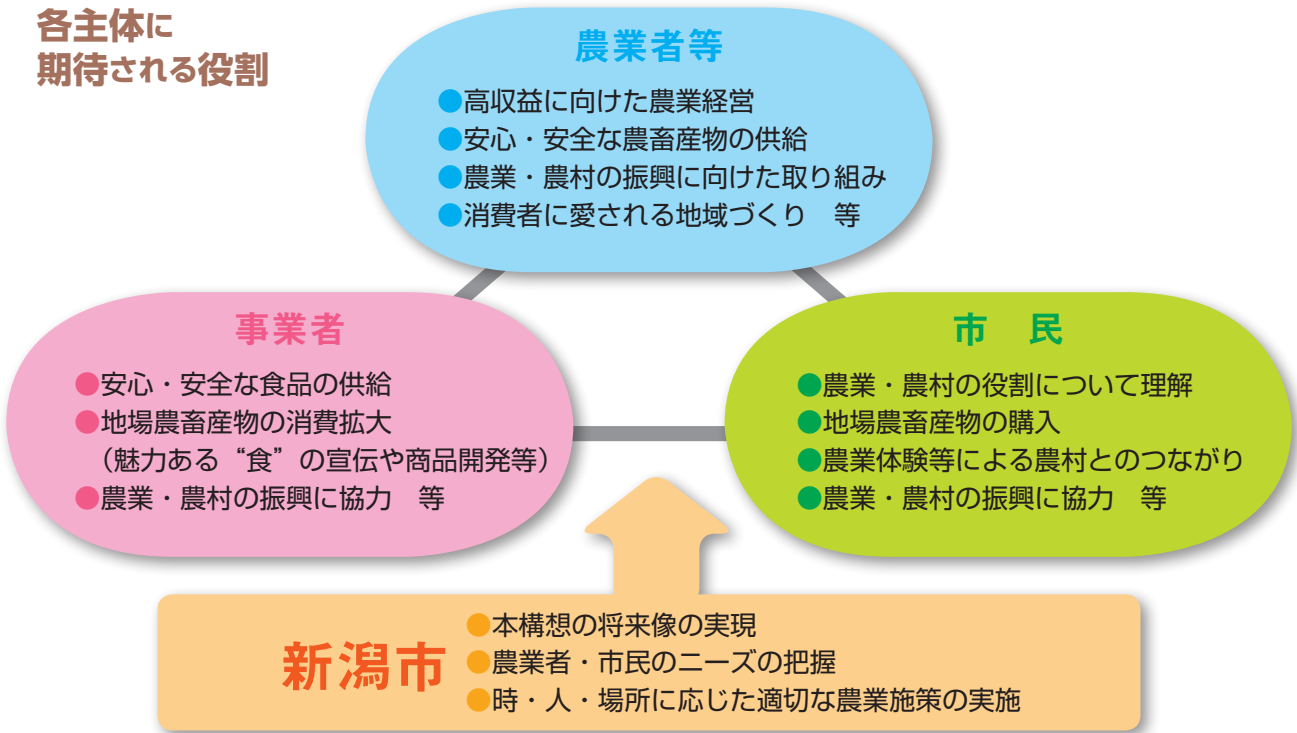 各主体に
期待される役割
農業者等
●高収益に向けた農業経営
●安心・安全な農畜産物の供給
●農業・農村の振興に向けた取り組み
●消費者に愛される地域づくり　等
事業者
●安心・安全な食品の供給
●地場農畜産物の消費拡大
（魅力ある“食”の宣伝や商品開発等）
●農業・農村の振興に協力　等
市　民
●農業・農村の役割について理解
●地場農畜産物の購入
●農業体験等による農村とのつながり
●農業・農村の振興に協力　等
新潟市
●本構想の将来像の実現
●農業者・市民のニーズの把握
●時・人・場所に応じた適切な農業施策の実施